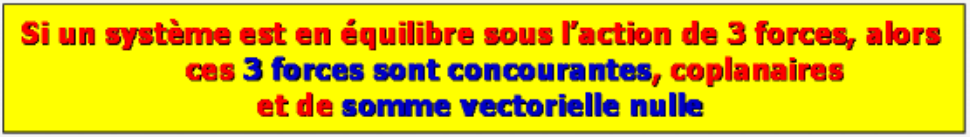 Si un système est en équilibre sous l'action de 3 forces, alors
ces 3 forces sont concourantes, coplanaires
et de somme vectorielle nulle